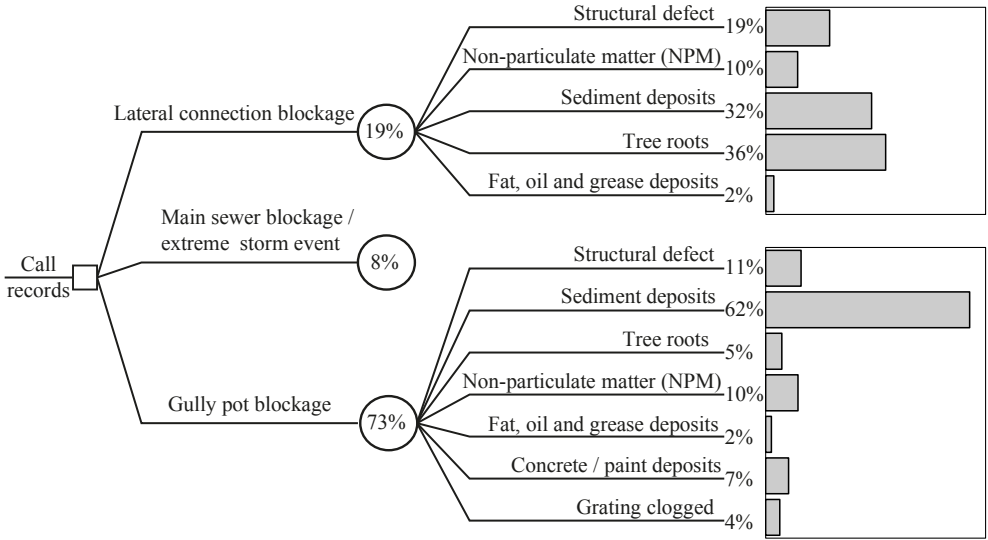 Structural defect 19%
Non-particulate matter (NPM) 10%
Lateral connection blockage 19%
Sediment deposits 32%
Tree roots 36%
Fat, oil and grease deposits 2%
Main sewer blockage /
extreme storm event 8%
Call
records
Structural defect 11%
Sediment deposits 62%
Tree roots 5%
Gully pot blockage 73%
Non-particulate matter (NPM) 10%
Fat, oil and grease deposits 2%
Concrete / paint deposits 7%
Grating clogged 4%